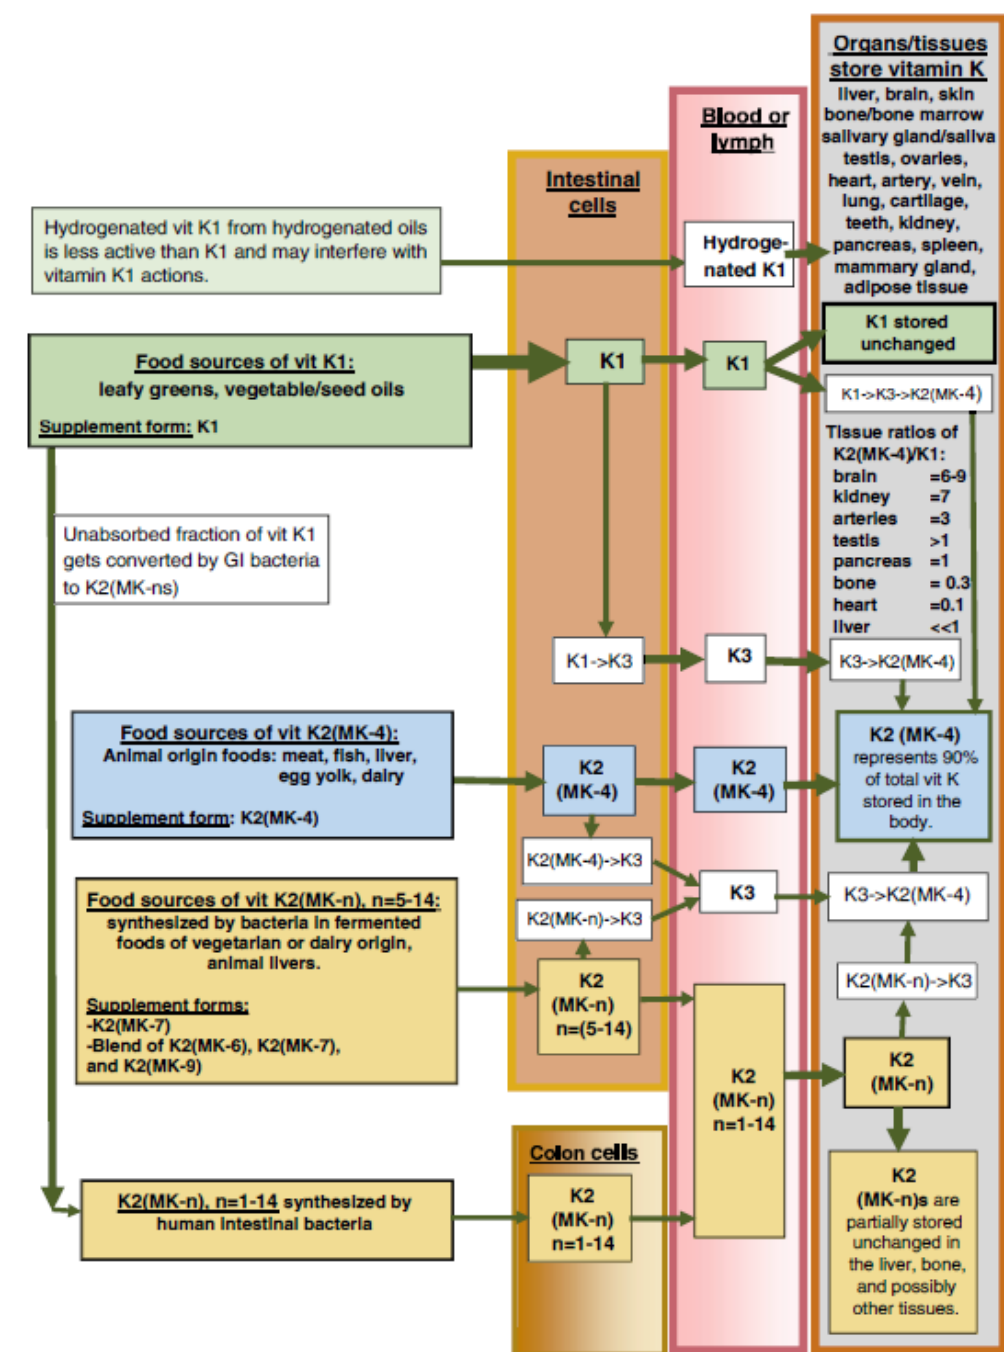 Organs/tissues
store vitamin K
liver, brain, skin
bone/bone marrow
salivary gland/saliva
testis, ovaries,
heart, artery, vein,
lung, cartilage,
teeth, kidney,
pancreas, spleen,
mammary gland,
adipose tissue
Blood or
lymph
Intestinal
cells
Hydrogenated vit K1 from hydrogenated oils
is less active than K1 and may interfere with
vitamin K1 actions.
Hydroge-
nated K1
Food sources of vit K1:
leafy greens, vegetable/seed oils
Supplement form: K1
K1
K1
K1 stored
unchanged
K1->K3->K2(MK-4)
Tissue ratios of
K2(MK-4)/K1:
brain =6-9
kidney =7
arteries =3
testis >1
pancreas =1
bone = 0.3
heart =0.1
liver <<1
Unabsorbed fraction of vit K1
gets converted by GI bacteria
to K2(MK-ns)
K1->K3
K3
K3->K2(MK-4)
Food sources of vit K2(MK-4):
Animal origin foods: meat, fish, liver,
egg yolk, dairy
Supplement form: K2(MK-4)
K2
(MK-4)
K2
(MK-4)
K2 (MK-4)
represents 90%
of total vit K
stored in the
body.
K2(MK-4)->K3
K2(MK-n)->K3
K3
K3->K2(MK-4)
Food sources of vit K2(MK-n), n=5-14:
synthesized by bacteria in fermented
foods of vegetarian or dairy origin,
animal livers.
Supplement forms:
-K2(MK-7)
-Blend of K2(MK-6), K2(MK-7),
and K2(MK-9)
K2
(MK-n)
n=(5-14)
K2
(MK-n)
n=1-14
K2(MK-n)->K3
K2
(MK-n)
Colon cells
K2(MK-n), n=1-14 synthesized by
human intestinal bacteria
K2
(MK-n)
n=1-14
K2
(MK-n)s are
partially stored
unchanged in
the liver, bone,
and possibly
other tissues.